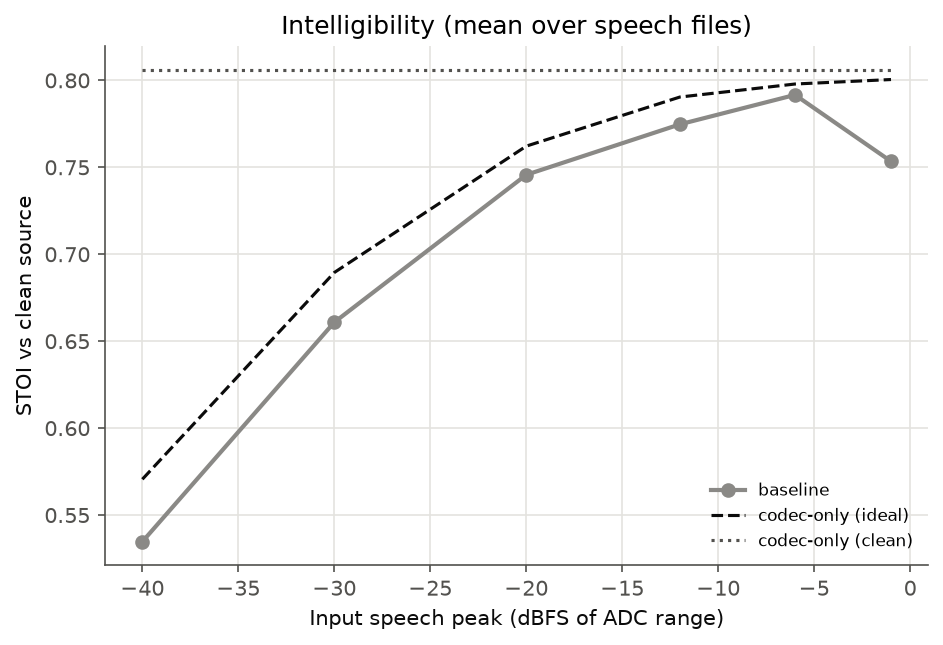 Intelligibility (mean over speech files)
STOI vs clean source
0.80
0.75
0.70
0.65
0.60
0.55
baseline
codec-only (ideal)
codec-only (clean)
−40 −35 −30 −25 −20 −15 −10 −5 0
Input speech peak (dBFS of ADC range)